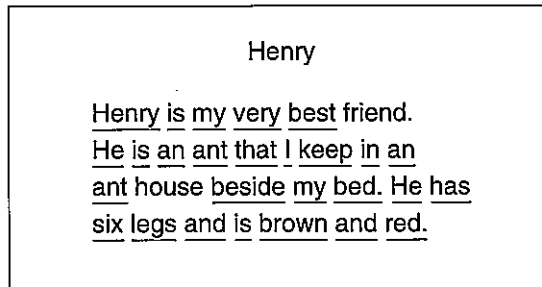 Henry
Henry is my very best friend.
He is an ant that I keep in an
ant house beside my bed. He has
six legs and is brown and red.